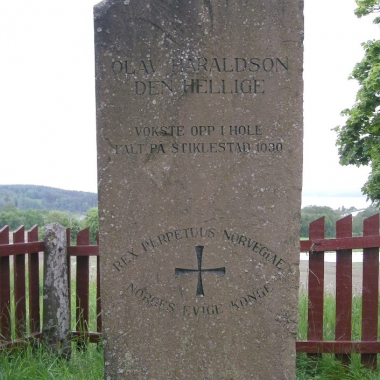 OLAV HARALDSON
DEN HELLIGE
VOKSTE OPP I HOLE
FALT PÅ STIKLESTAD 1030
REX PERPETUUS NORVEGIAE
NORGES EVIGE KONGE